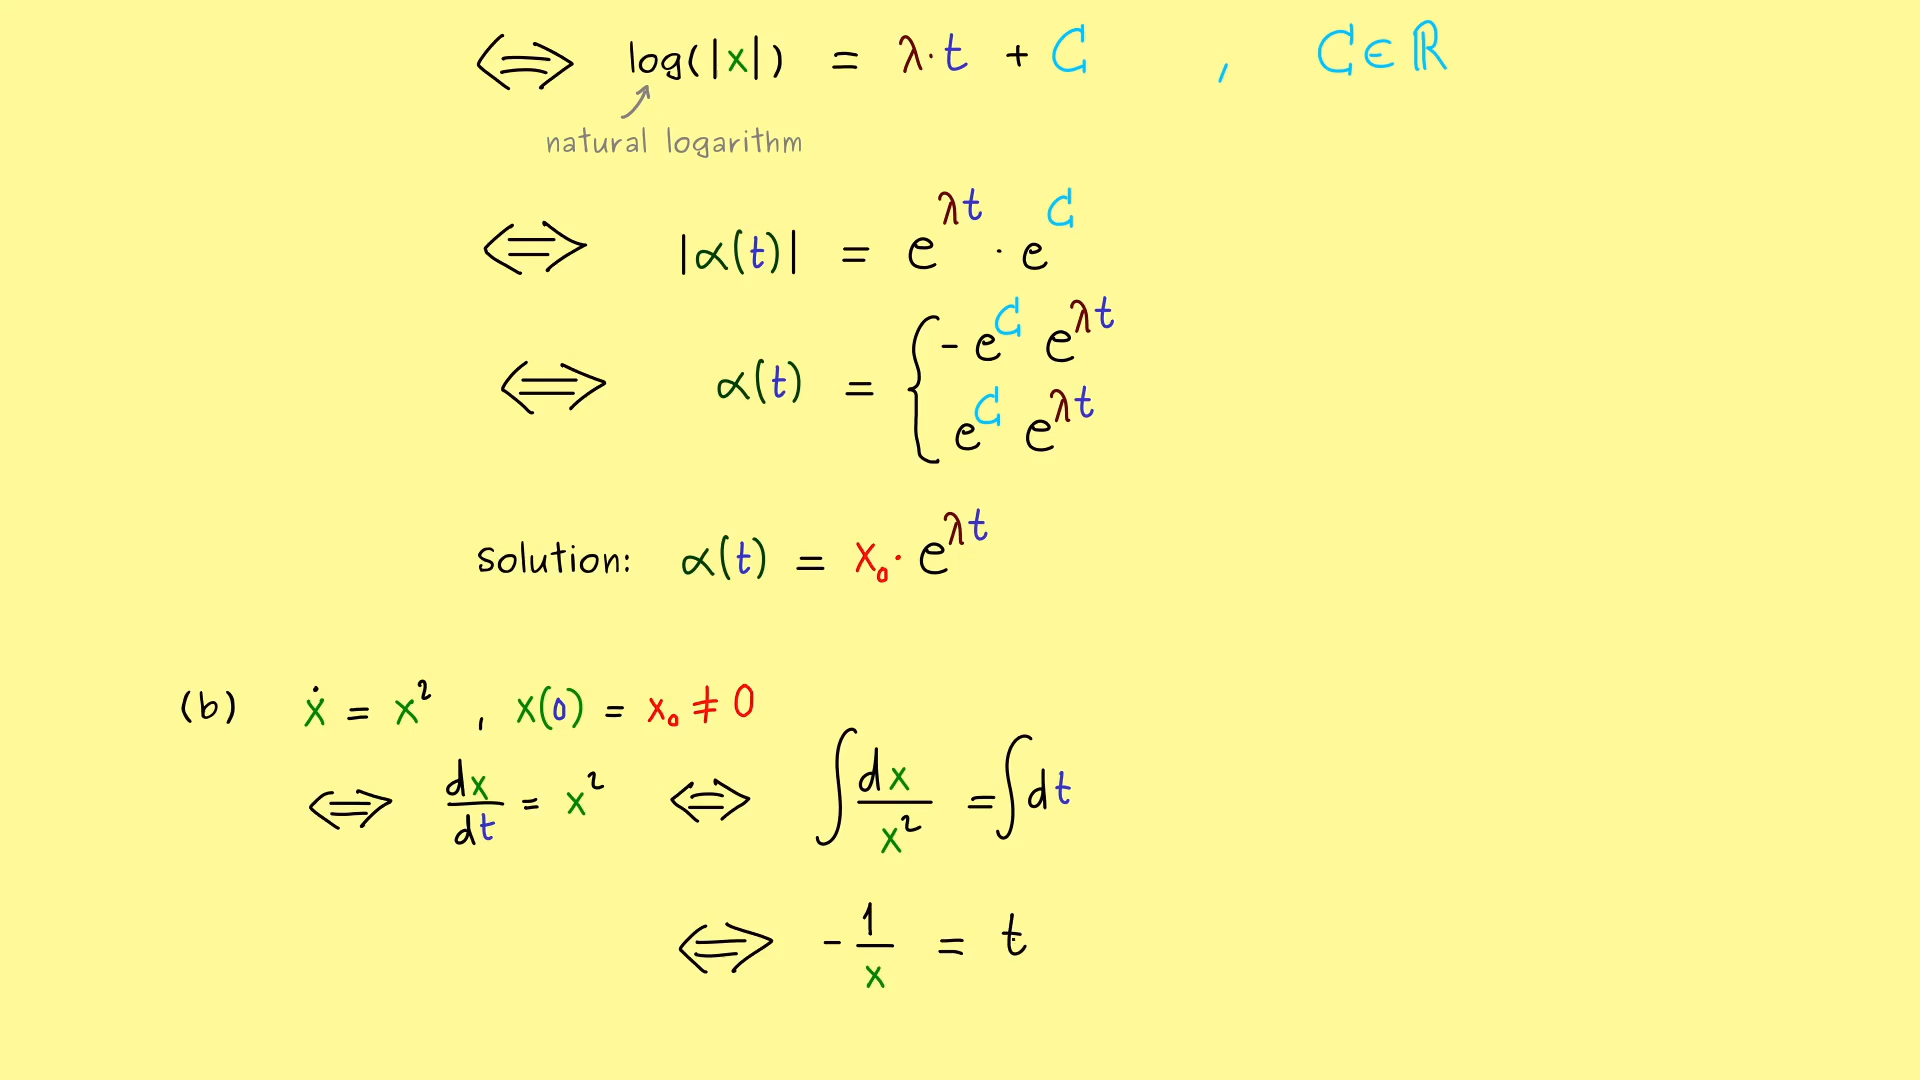 ⟺ log(|x|) = λ·t + C , C ∈ ℝ
natural logarithm
⟺ |α(t)| = e^{λt} · e^{C}
⟺ α(t) = { -e^{C} e^{λt}
e^{C} e^{λt}
solution: α(t) = x₀· e^{λt}
(b) ẋ = x² , x(0) = x₀ ≠ 0
⟺ dx/dt = x² ⟺ ∫ dx/x² = ∫ dt
⟺ - 1/x = t